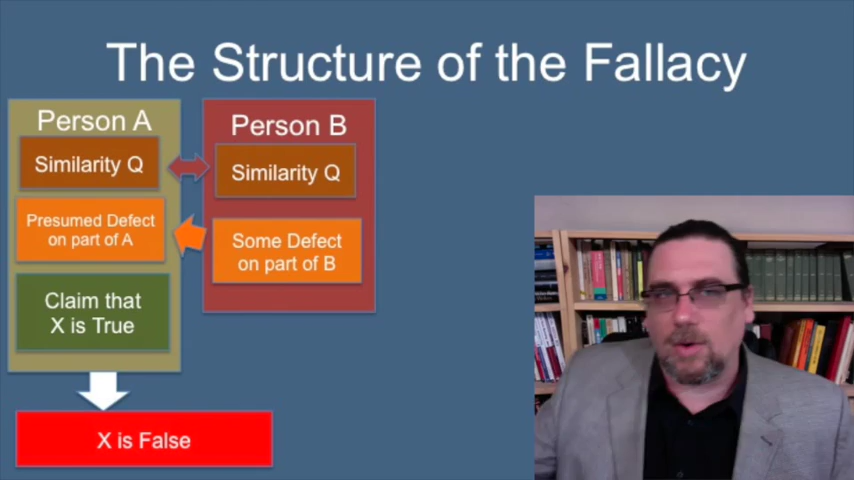 The Structure of the Fallacy
Person A
Similarity Q
Presumed Defect
on part of A
Claim that
X is True
Person B
Similarity Q
Some Defect
on part of B
X is False